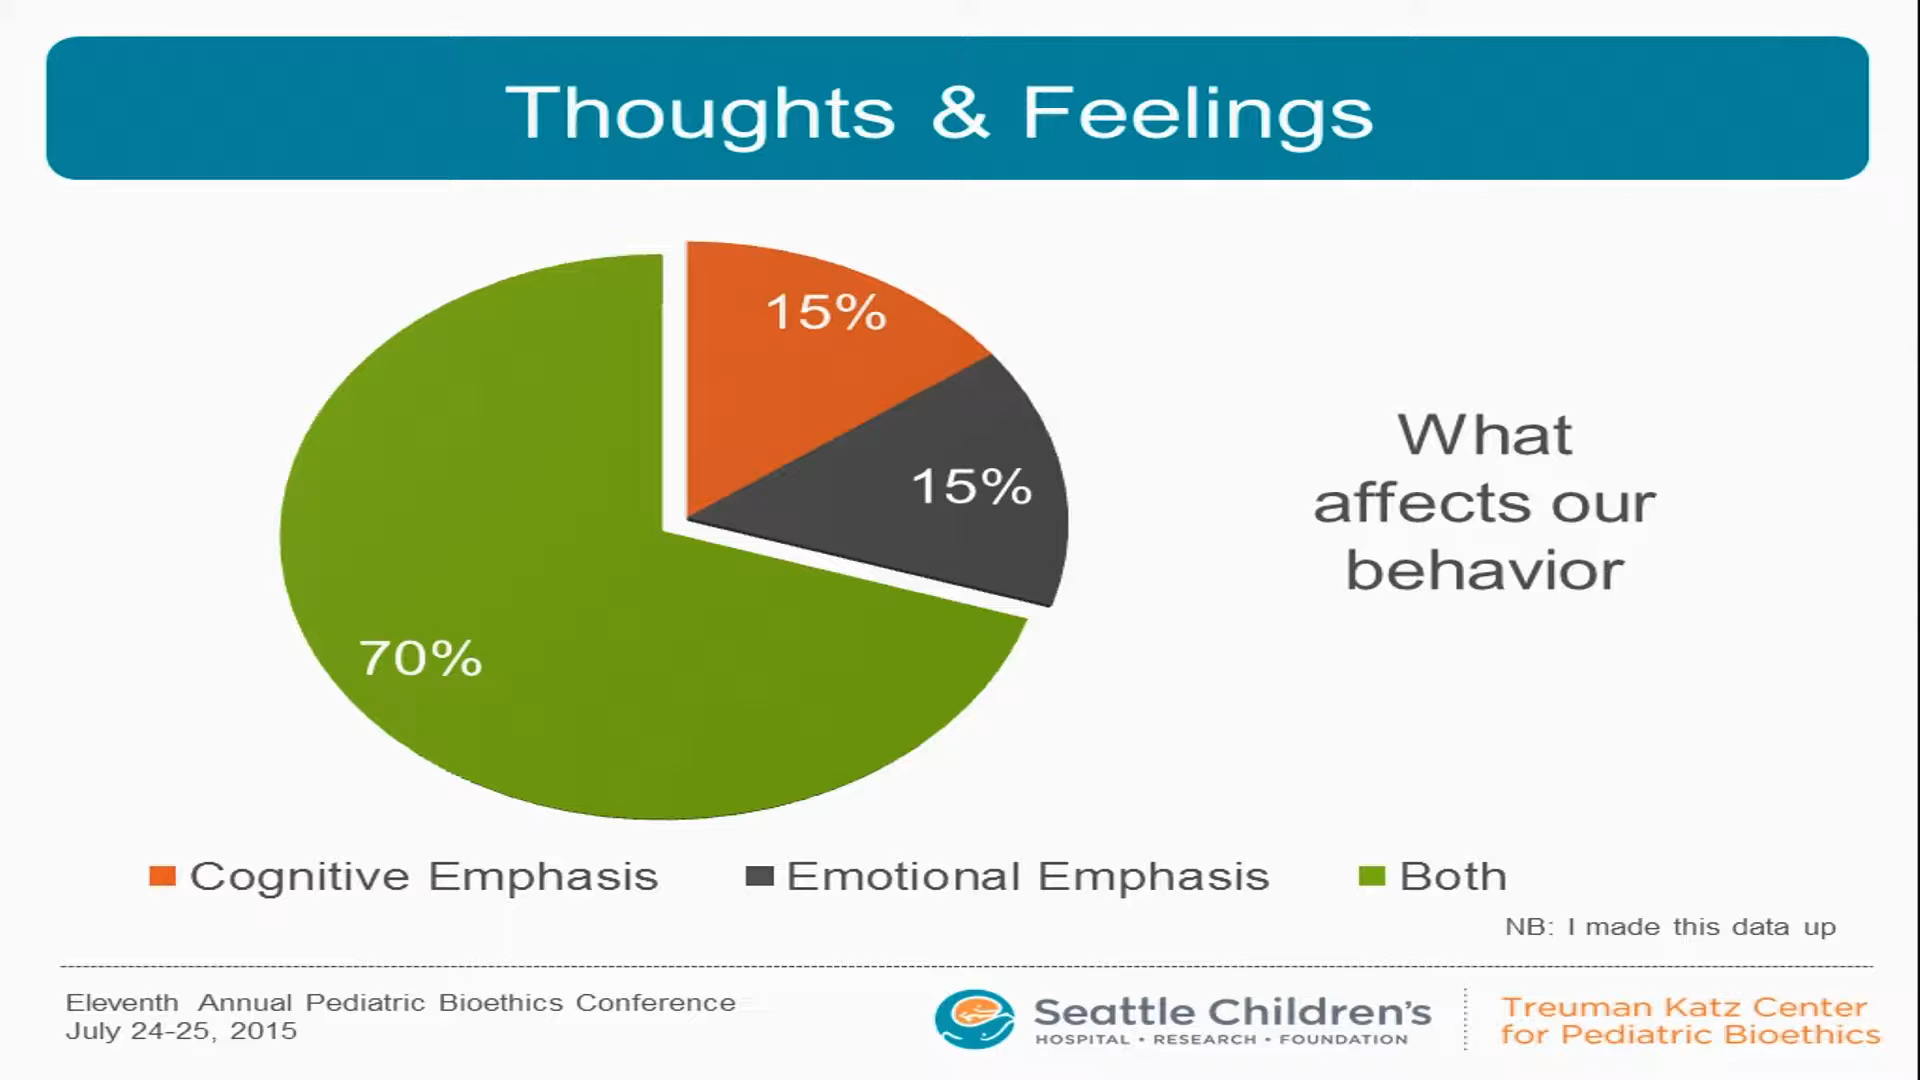 Thoughts & Feelings
15%
15%
70%
What
affects our
behavior
Cognitive Emphasis
Emotional Emphasis
Both
NB: I made this data up
Eleventh Annual Pediatric Bioethics Conference
July 24-25, 2015
Seattle Children's
HOSPITAL • RESEARCH • FOUNDATION
Treuman Katz Center
for Pediatric Bioethics